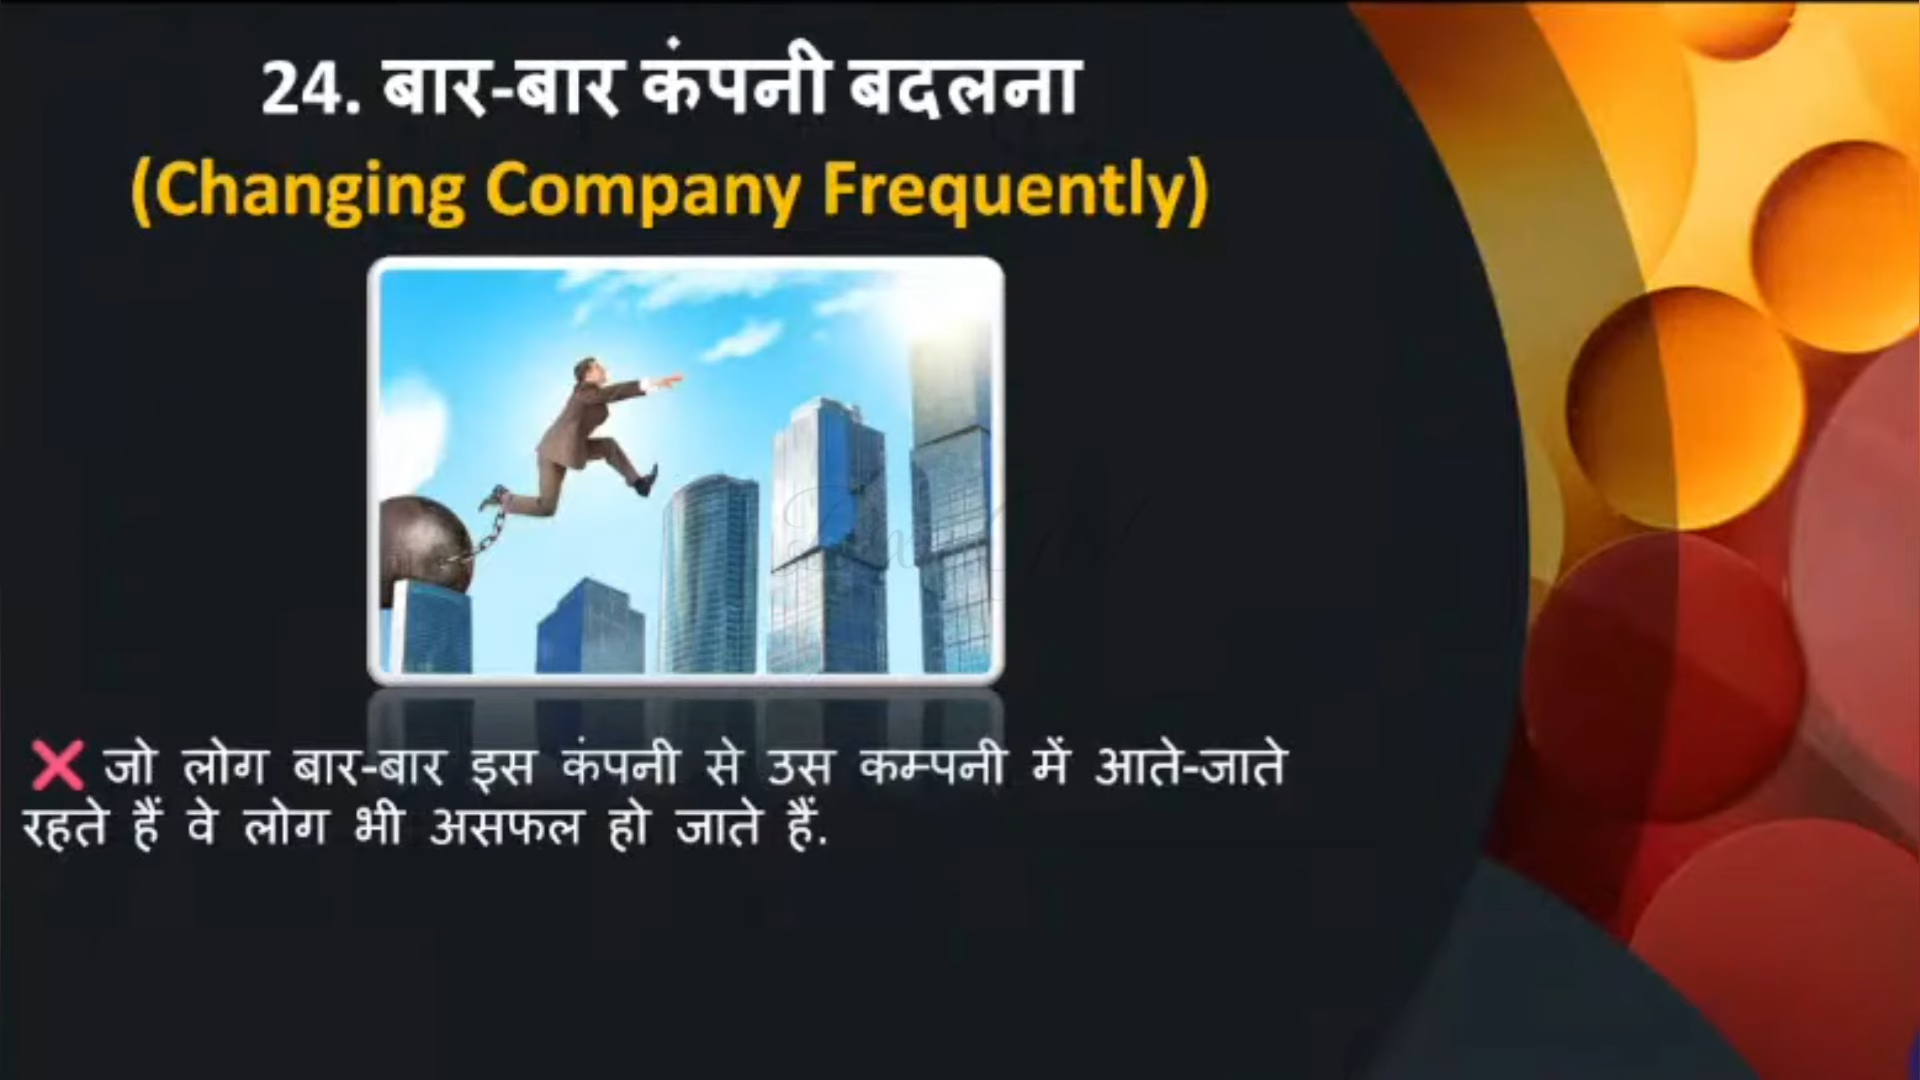 24. बार-बार कंपनी बदलना
(Changing Company Frequently)
❌ जो लोग बार-बार इस कंपनी से उस कम्पनी में आते-जाते
रहते हैं वे लोग भी असफल हो जाते हैं.